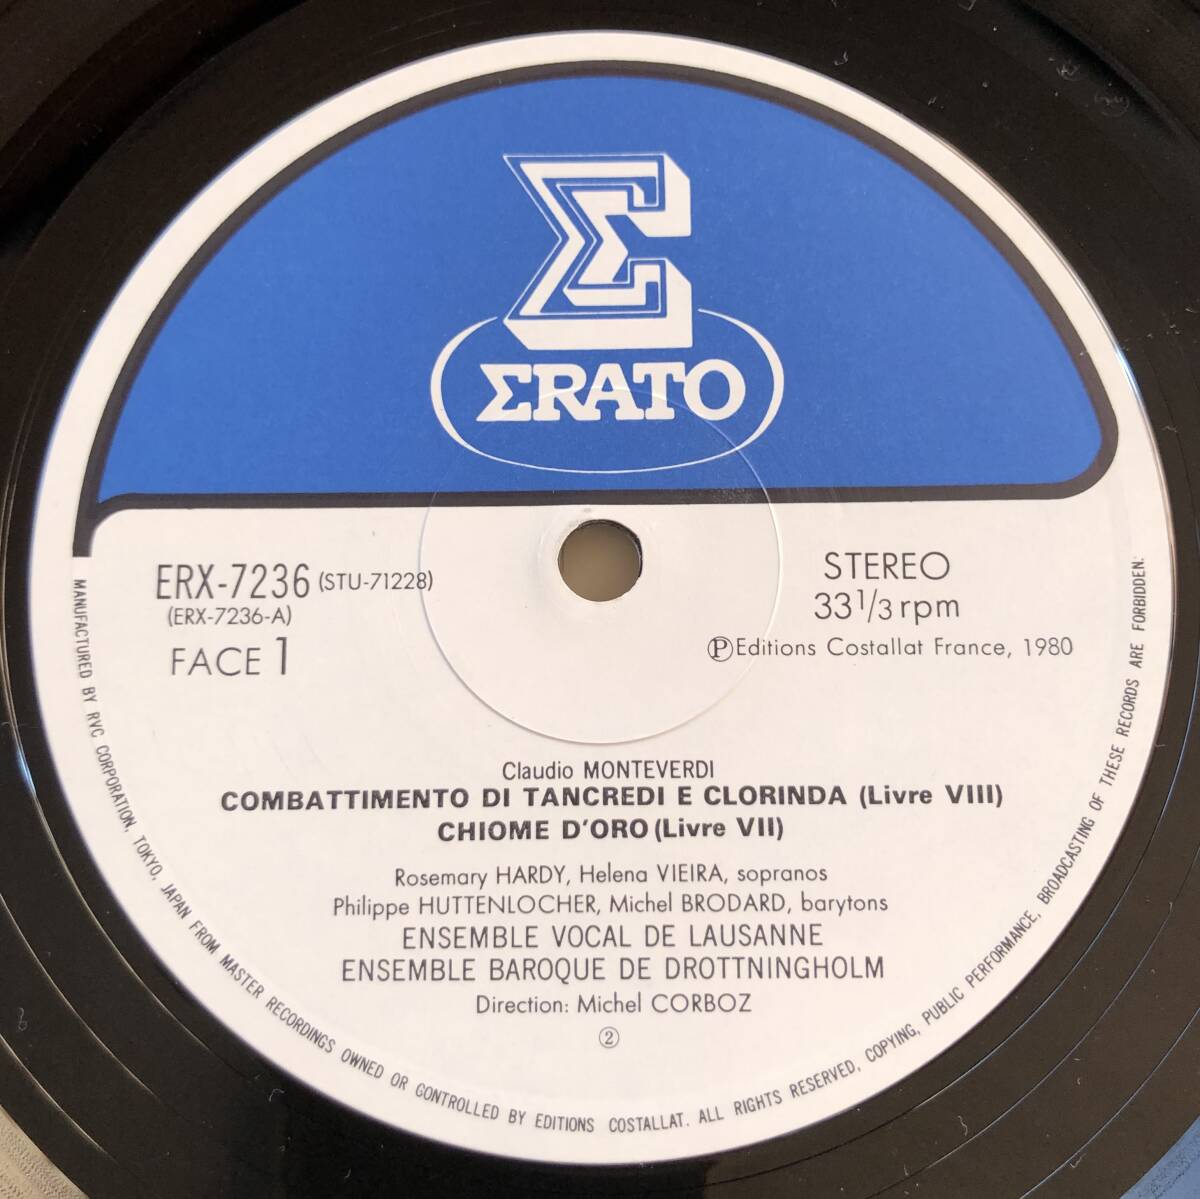 ΣRATO
ERX-7236 (STU-71228)
(ERX-7236-A)
FACE 1
STEREO
33 1/3 rpm
ⓅEditions Costallat France, 1980
Claudio MONTEVERDI
COMBATTIMENTO DI TANCREDI E CLORINDA (Livre VIII)
CHIOME D'ORO (Livre VII)
Rosemary HARDY, Helena VIEIRA, sopranos
Philippe HUTTENLOCHER, Michel BRODARD, barytons
ENSEMBLE VOCAL DE LAUSANNE
ENSEMBLE BAROQUE DE DROTTNINGHOLM
Direction: Michel CORBOZ
②
MANUFACTURED BY RVC CORPORATION, TOKYO, JAPAN FROM MASTER RECORDINGS OWNED OR CONTROLLED BY EDITIONS COSTALLAT. ALL RIGHTS RESERVED, COPYING, PUBLIC PERFORMANCE, BROADCASTING OF THESE RECORDS ARE FORBIDDEN.